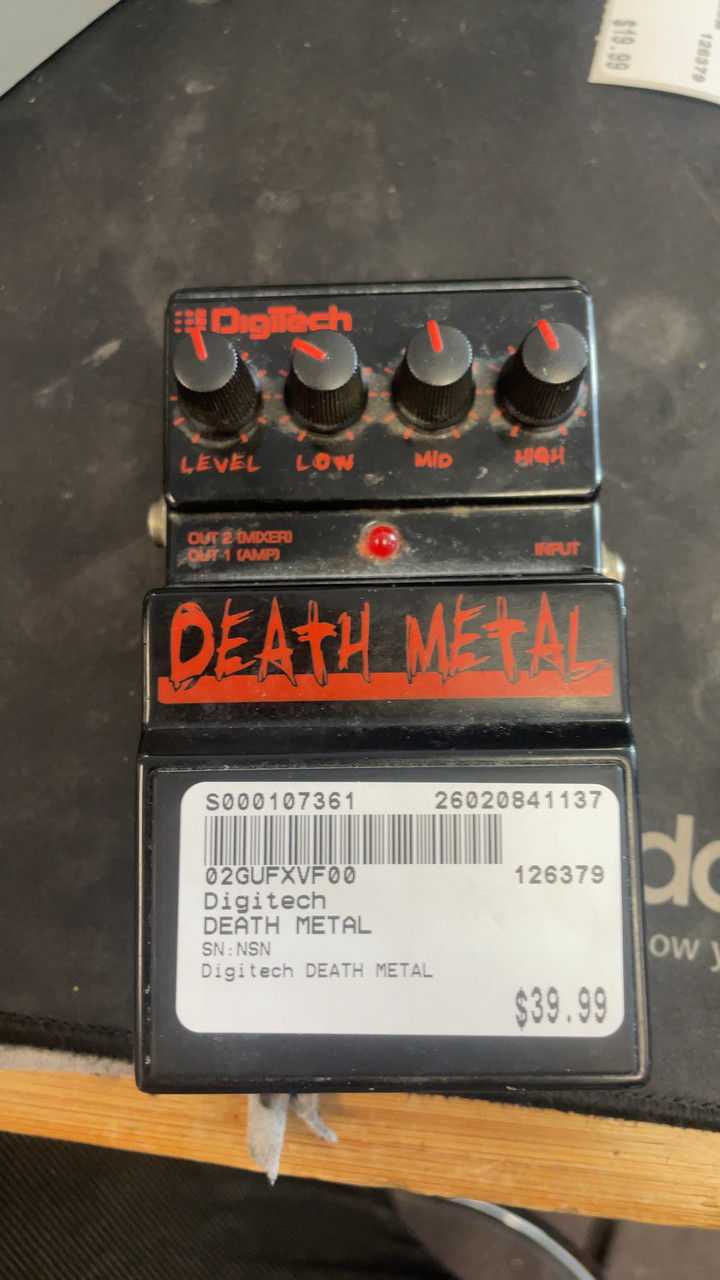 $19.99
126379
DigiTech
LEVEL LOW MID HIGH
OUT 2 (MIXER)
OUT 1 (AMP)
INPUT
DEATH METAL
S000107361 26020841137
02GUFXVF00 126379
Digitech
DEATH METAL
SN:NSN
Digitech DEATH METAL
$39.99
ow y